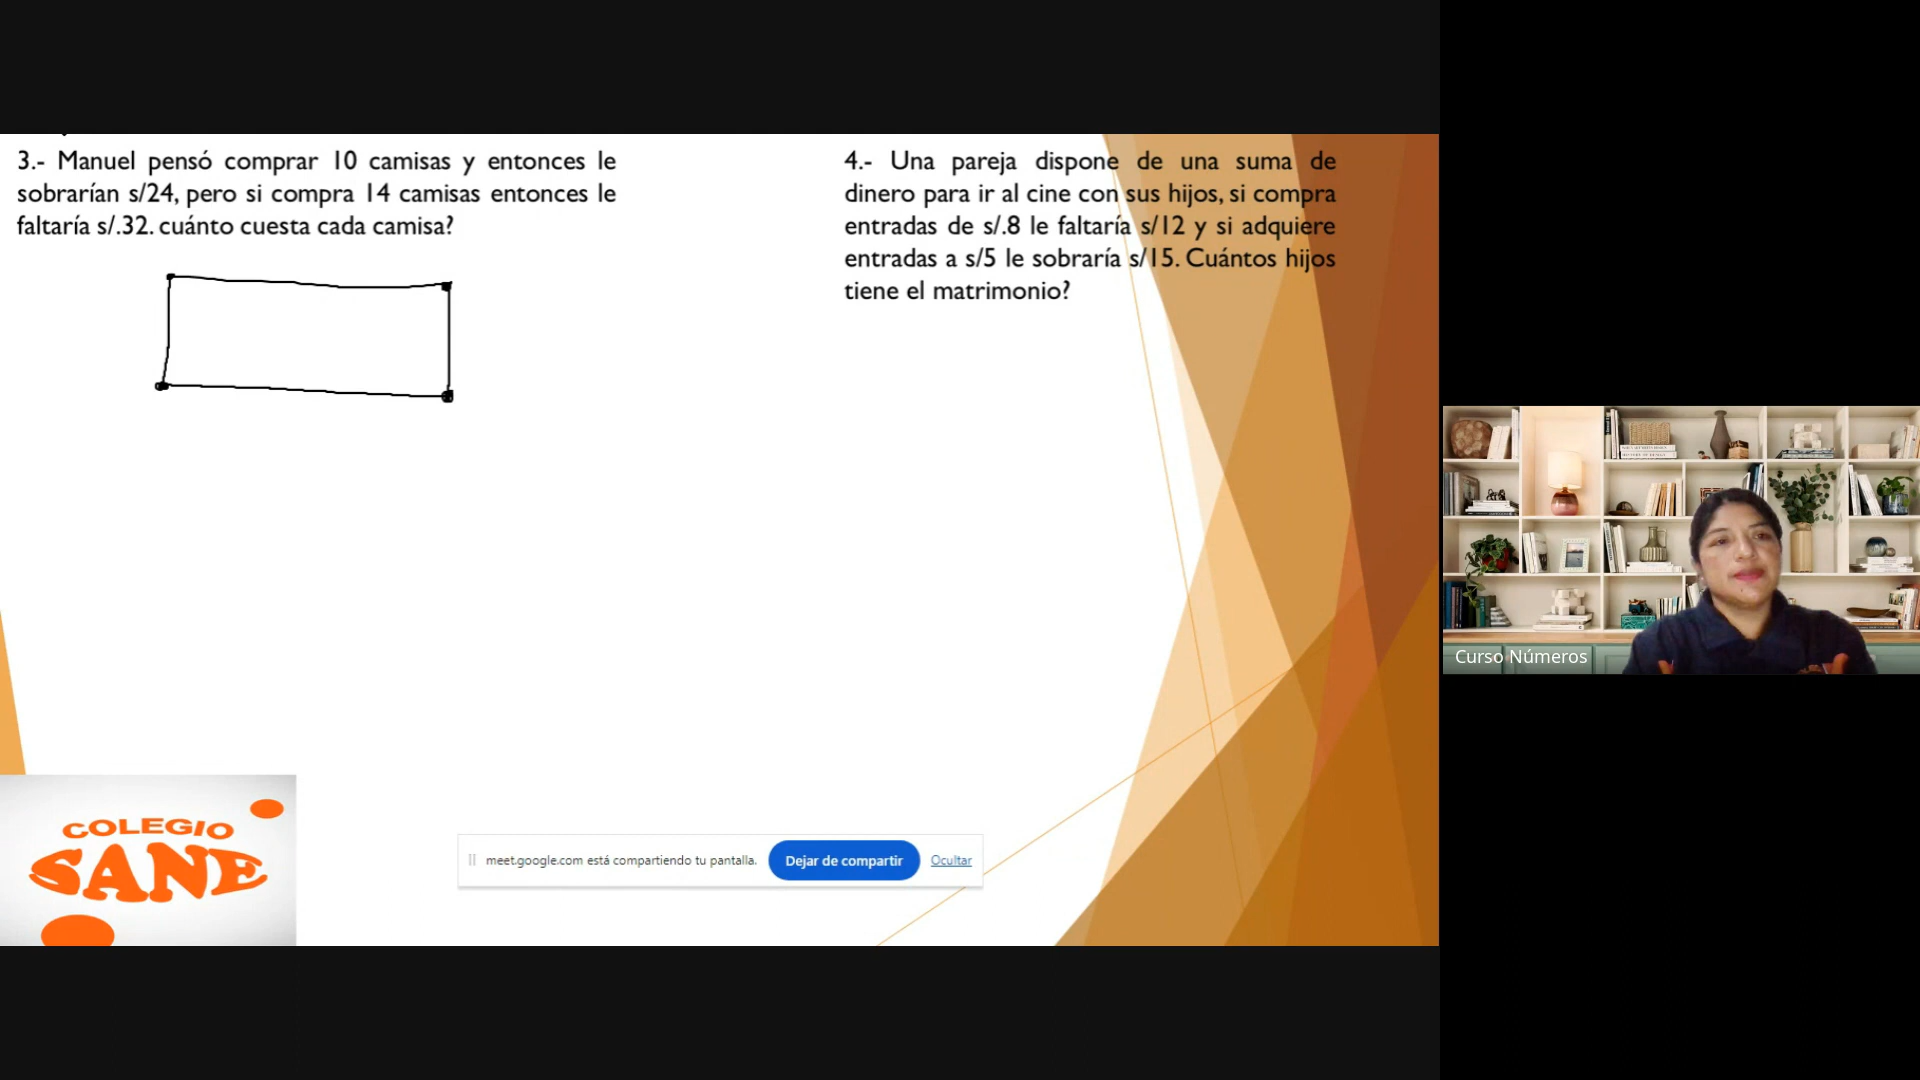 3.- Manuel pensó comprar 10 camisas y entonces le
sobrarían s/24, pero si compra 14 camisas entonces le
faltaría s/.32. cuánto cuesta cada camisa?
4.- Una pareja dispone de una suma de
dinero para ir al cine con sus hijos, si compra
entradas de s/.8 le faltaría s/12 y si adquiere
entradas a s/5 le sobraría s/15. Cuántos hijos
tiene el matrimonio?
COLEGIO
SANE
meet.google.com está compartiendo tu pantalla.
Dejar de compartir
Ocultar
Curso Números